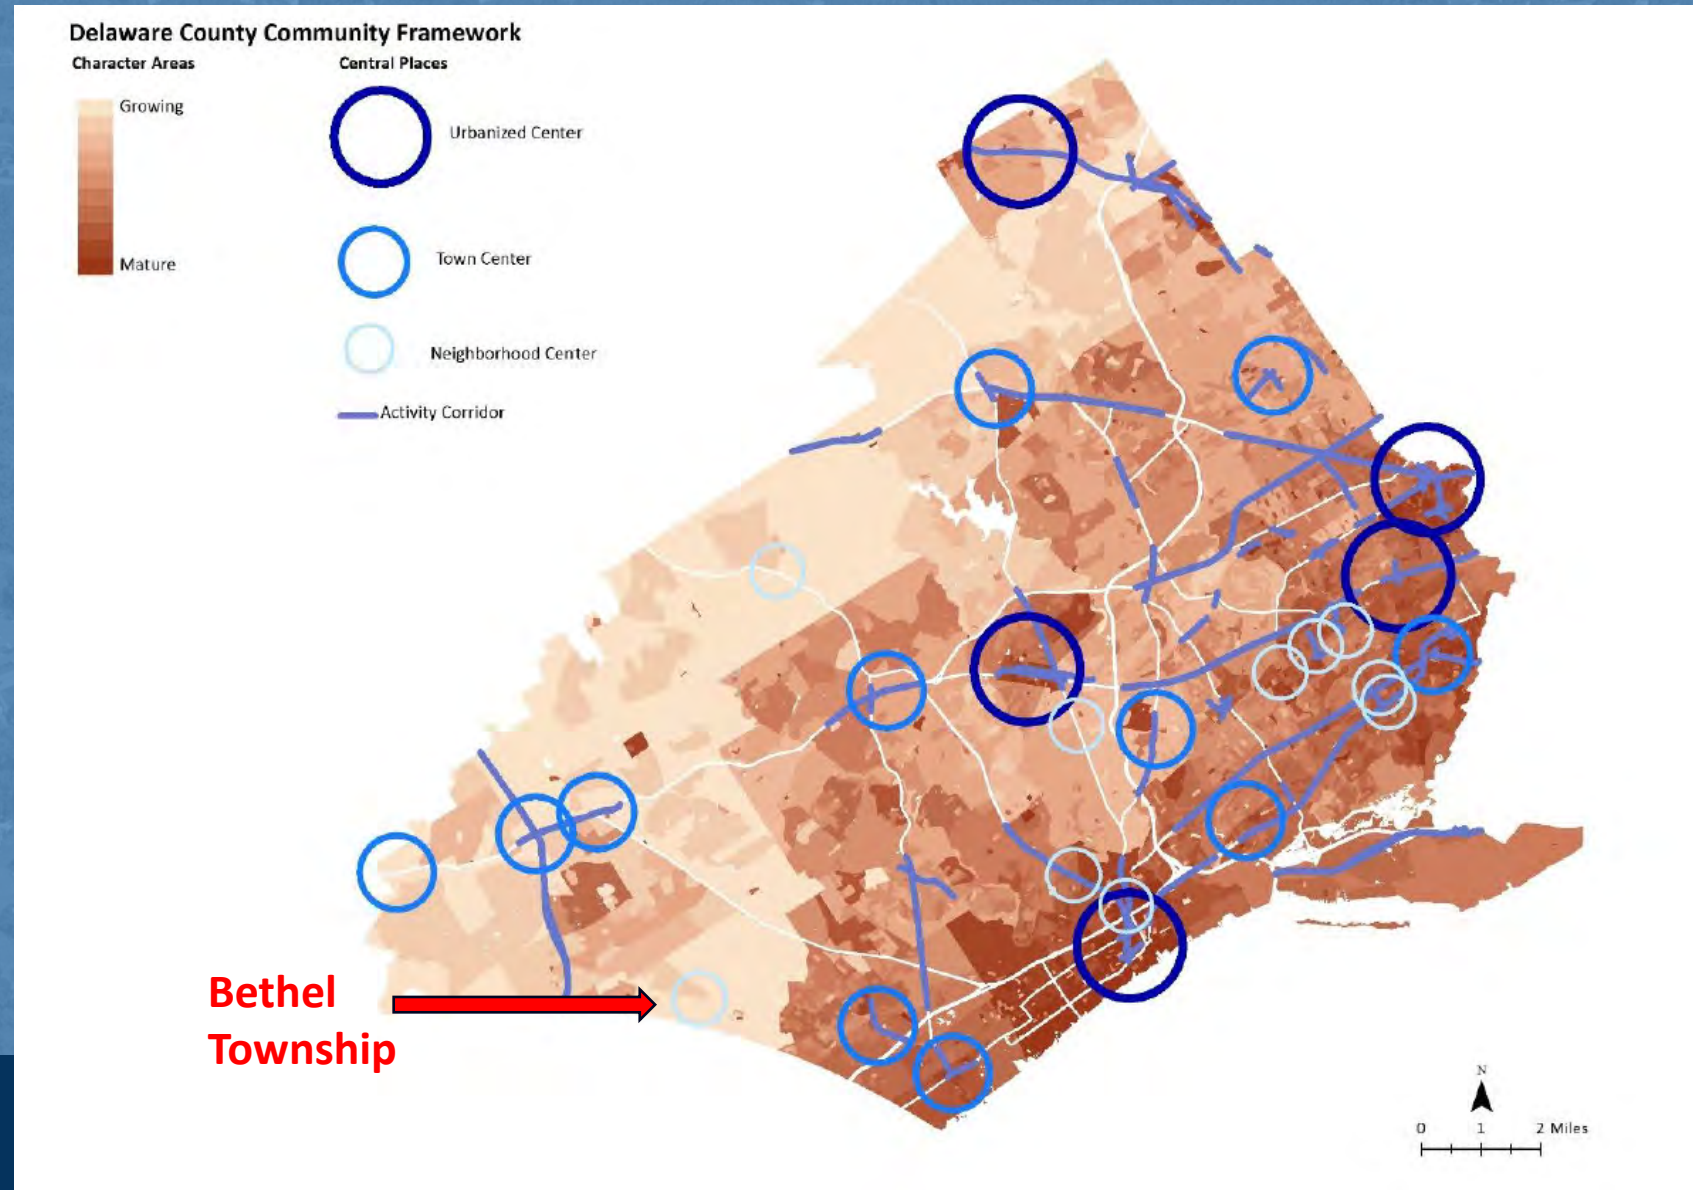 Delaware County Community Framework
Character Areas
Central Places
Growing
Mature
Urbanized Center
Town Center
Neighborhood Center
Activity Corridor
Bethel
Township
N
0 1 2 Miles